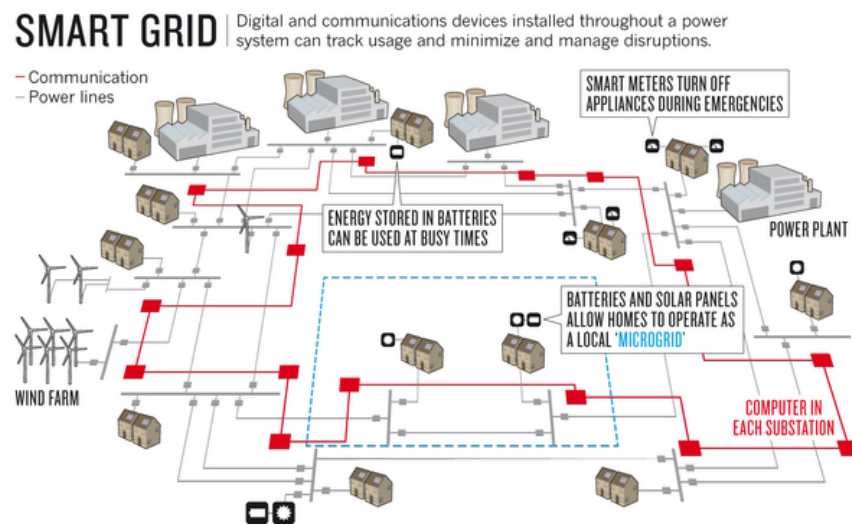 SMART GRID
Digital and communications devices installed throughout a power
system can track usage and minimize and manage disruptions.
Communication
Power lines
SMART METERS TURN OFF
APPLIANCES DURING EMERGENCIES
ENERGY STORED IN BATTERIES
CAN BE USED AT BUSY TIMES
POWER PLANT
BATTERIES AND SOLAR PANELS
ALLOW HOMES TO OPERATE AS
A LOCAL 'MICROGRID'
WIND FARM
COMPUTER IN
EACH SUBSTATION